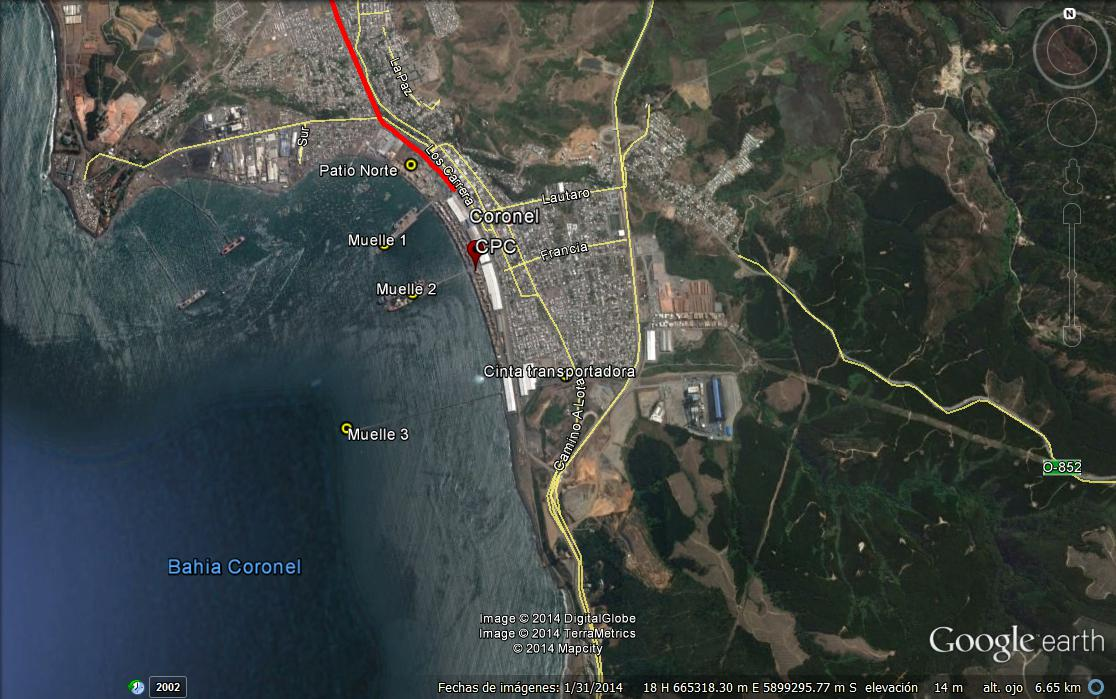 N
La Paz
Sur
Los Carrera
Patio Norte
Lautaro
Coronel
Muelle 1
CPC
Francia
Muelle 2
Cinta transportadora
Camino A Lota
Muelle 3
O-852
Bahia Coronel
Image © 2014 DigitalGlobe
Image © 2014 TerraMetrics
© 2014 Mapcity
Google earth
2002
Fechas de imágenes: 1/31/2014 18 H 665318.30 m E 5899295.77 m S elevación 14 m alt. ojo 6.65 km